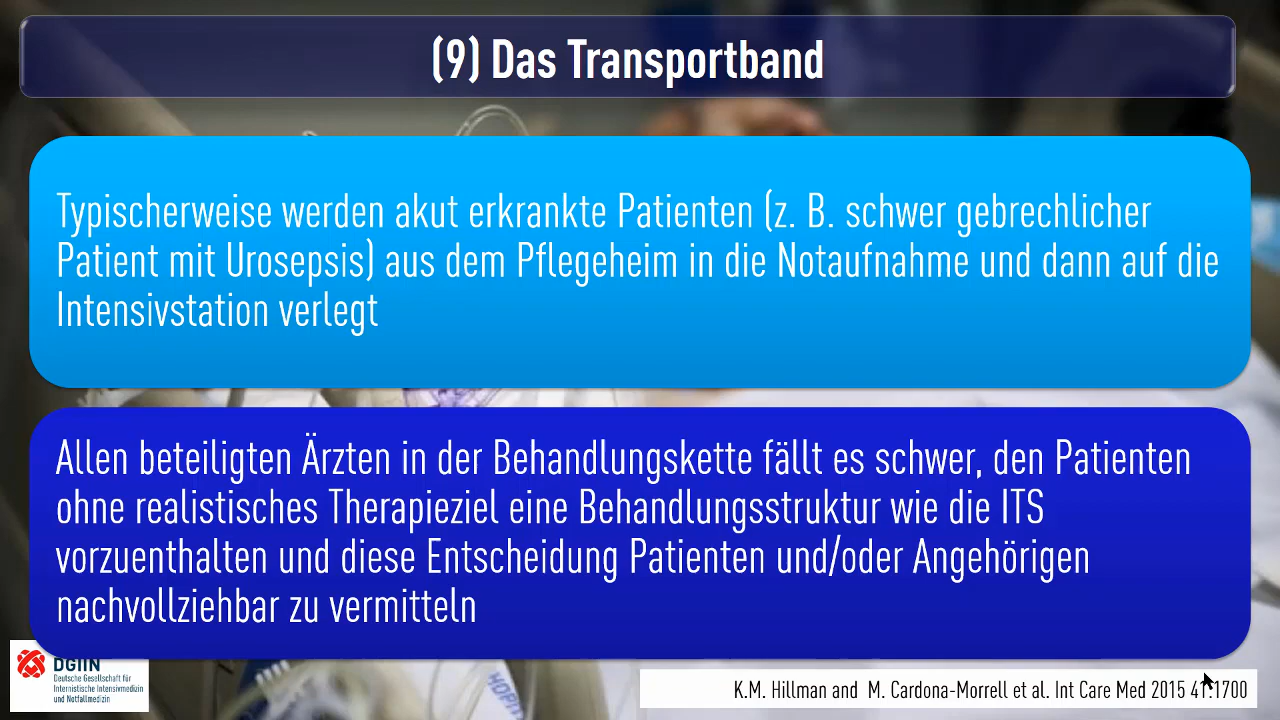 (9) Das Transportband
Typischerweise werden akut erkrankte Patienten (z. B. schwer gebrechlicher
Patient mit Urosepsis) aus dem Pflegeheim in die Notaufnahme und dann auf die
Intensivstation verlegt
Allen beteiligten Ärzten in der Behandlungskette fällt es schwer, den Patienten
ohne realistisches Therapieziel eine Behandlungsstruktur wie die ITS
vorzuenthalten und diese Entscheidung Patienten und/oder Angehörigen
nachvollziehbar zu vermitteln
DGIIN
Deutsche Gesellschaft für
Internistische Intensivmedizin
und Notfallmedizin
K.M. Hillman and M. Cardona-Morrell et al. Int Care Med 2015 41:1700